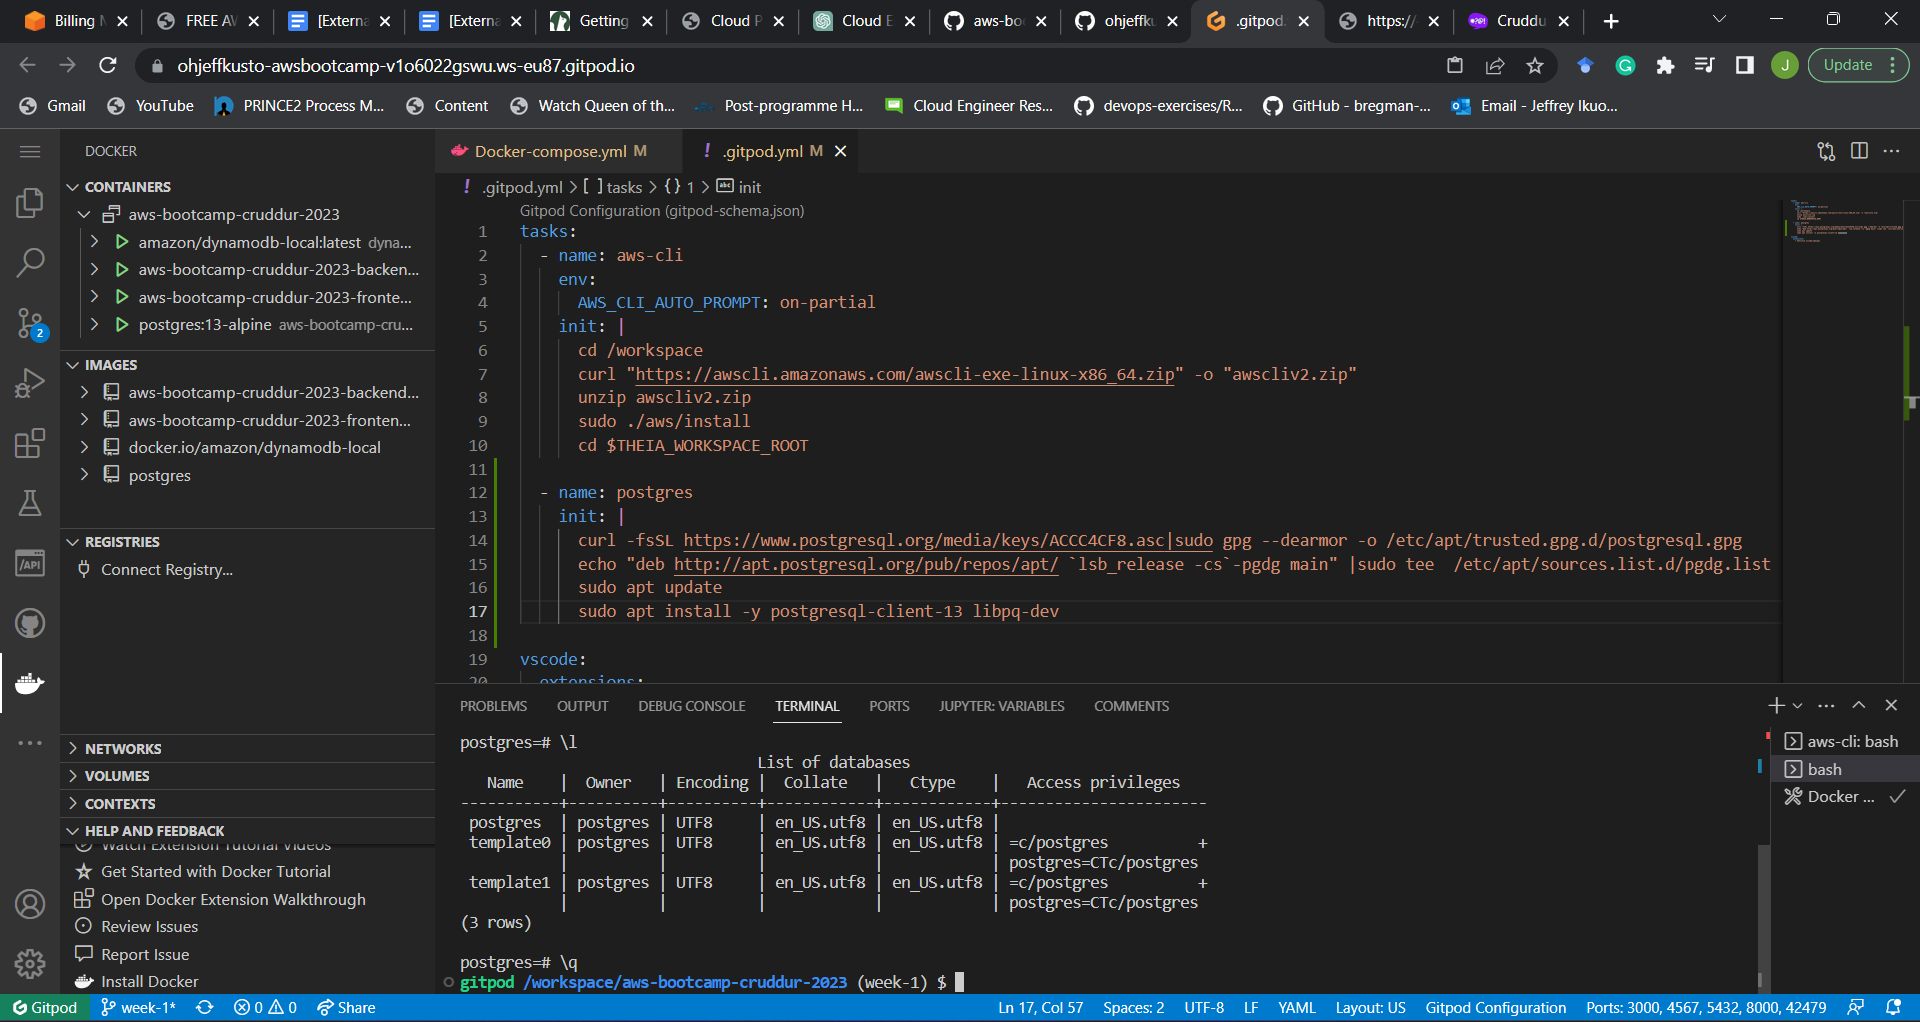 Billing M
FREE AW
[Externa
[Externa
Getting
Cloud P
Cloud E
aws-boo
ohjeffku
.gitpod.
https://
Cruddu
ohjeffkusto-awsbootcamp-v1o6022gswu.ws-eu87.gitpod.io
J
Update
Gmail
YouTube
PRINCE2 Process M...
Content
Watch Queen of th...
Post-programme H...
Cloud Engineer Res...
devops-exercises/R...
GitHub - bregman-...
Email - Jeffrey Ikuo...
DOCKER
CONTAINERS
aws-bootcamp-cruddur-2023
amazon/dynamodb-local:latest dyna...
aws-bootcamp-cruddur-2023-backen...
aws-bootcamp-cruddur-2023-fronte...
postgres:13-alpine aws-bootcamp-cru...
IMAGES
aws-bootcamp-cruddur-2023-backend...
aws-bootcamp-cruddur-2023-fronten...
docker.io/amazon/dynamodb-local
postgres
REGISTRIES
Connect Registry...
NETWORKS
VOLUMES
CONTEXTS
HELP AND FEEDBACK
Watch Extension Tutorial Videos
Get Started with Docker Tutorial
Open Docker Extension Walkthrough
Review Issues
Report Issue
Install Docker
2
/API
Docker-compose.yml M
! .gitpod.yml M
! .gitpod.yml > [ ] tasks > {} 1 > abc init
Gitpod Configuration (gitpod-schema.json)
1 tasks:
2 - name: aws-cli
3 env:
4 AWS_CLI_AUTO_PROMPT: on-partial
5 init: |
6 cd /workspace
7 curl "https://awscli.amazonaws.com/awscli-exe-linux-x86_64.zip" -o "awscliv2.zip"
8 unzip awscliv2.zip
9 sudo ./aws/install
10 cd $THEIA_WORKSPACE_ROOT
11
12 - name: postgres
13 init: |
14 curl -fsSL https://www.postgresql.org/media/keys/ACCC4CF8.asc|sudo gpg --dearmor -o /etc/apt/trusted.gpg.d/postgresql.gpg
15 echo "deb http://apt.postgresql.org/pub/repos/apt/ `lsb_release -cs`-pgdg main" |sudo tee  /etc/apt/sources.list.d/pgdg.list
16 sudo apt update
17 sudo apt install -y postgresql-client-13 libpq-dev
18
19 vscode:
20 extensions:
PROBLEMS OUTPUT DEBUG CONSOLE TERMINAL PORTS JUPYTER: VARIABLES COMMENTS
postgres=# \l
List of databases
Name | Owner | Encoding | Collate | Ctype | Access privileges
-----------+----------+----------+------------+------------+-----------------------
postgres | postgres | UTF8 | en_US.utf8 | en_US.utf8 |
template0 | postgres | UTF8 | en_US.utf8 | en_US.utf8 | =c/postgres +
| | | | | postgres=CTc/postgres
template1 | postgres | UTF8 | en_US.utf8 | en_US.utf8 | =c/postgres +
| | | | | postgres=CTc/postgres
(3 rows)
postgres=# \q
gitpod /workspace/aws-bootcamp-cruddur-2023 (week-1) $
aws-cli: bash
bash
Docker ...
Gitpod
week-1*
0 0
Share
Ln 17, Col 57
Spaces: 2
UTF-8
LF
YAML
Layout: US
Gitpod Configuration
Ports: 3000, 4567, 5432, 8000, 42479